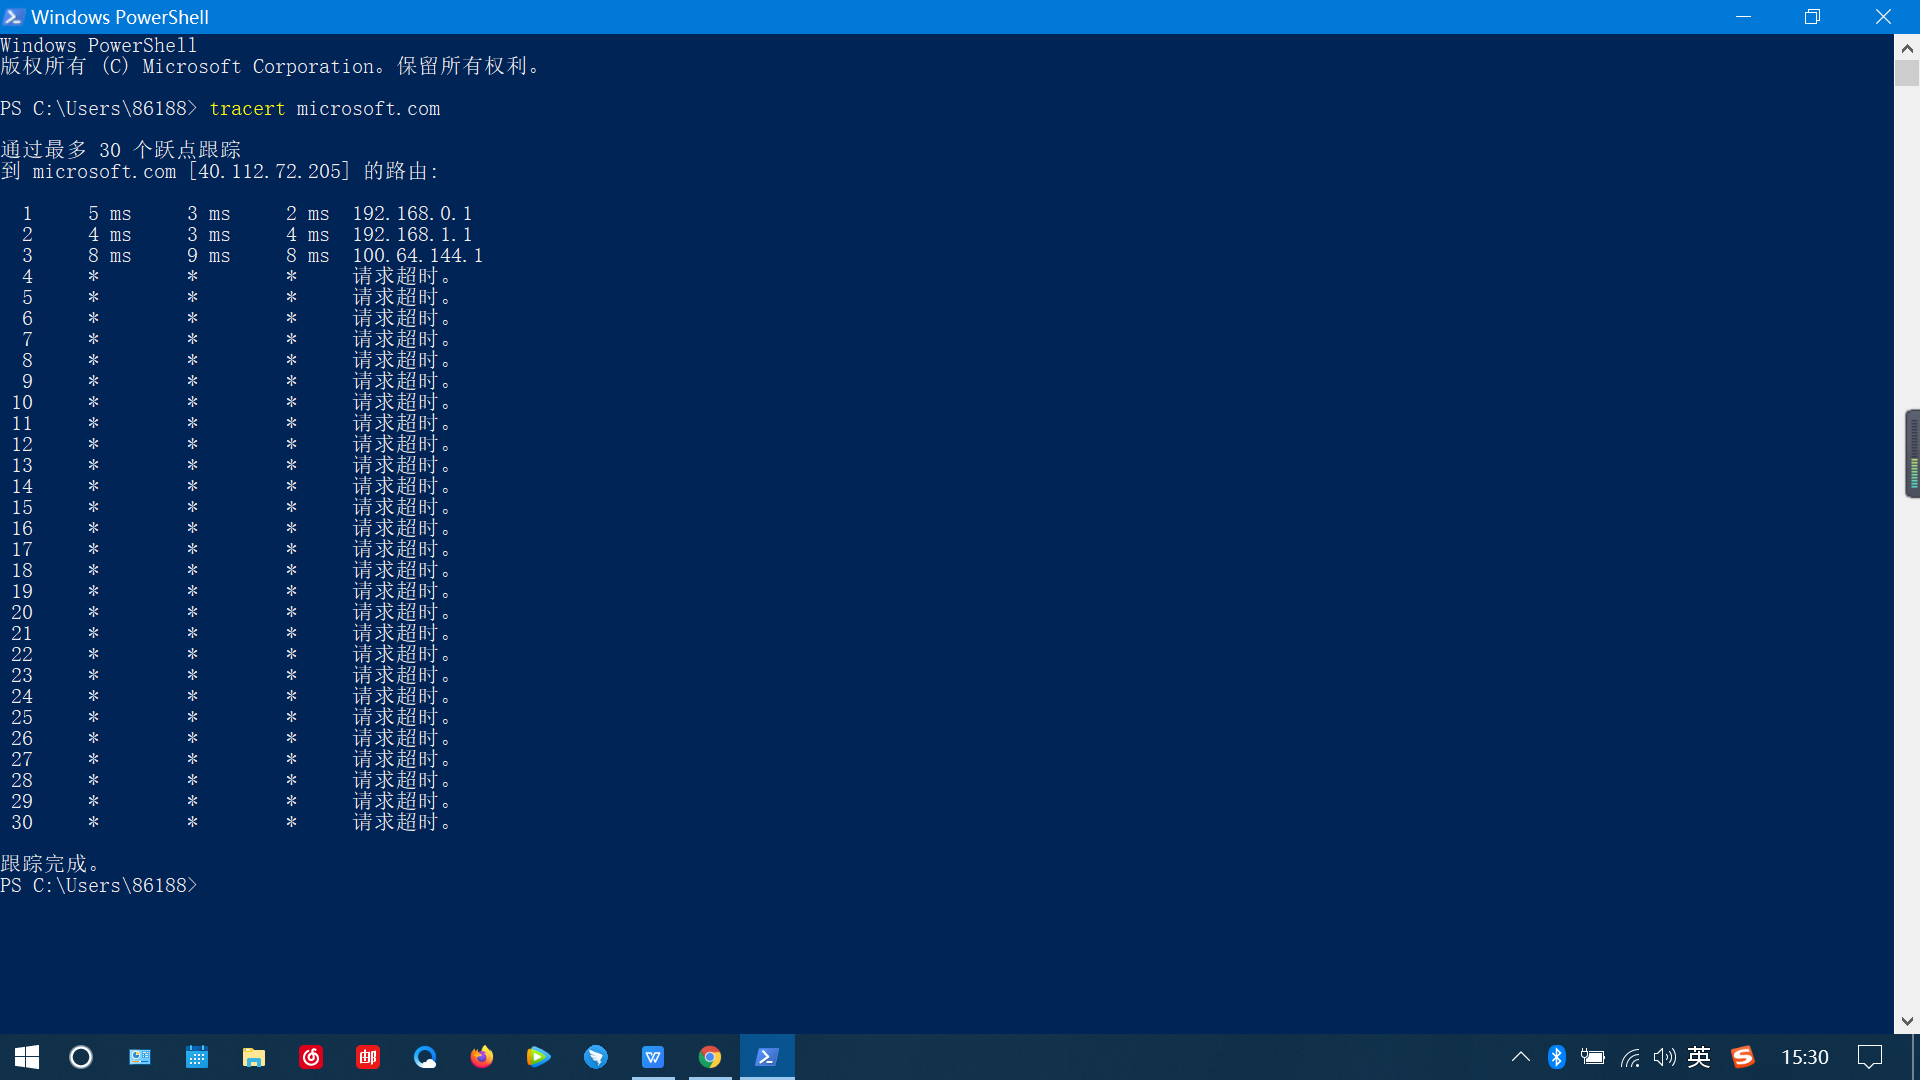 Windows PowerShell
Windows PowerShell
版权所有 (C) Microsoft Corporation。保留所有权利。
PS C:\Users\86188> tracert microsoft.com
通过最多 30 个跃点跟踪
到 microsoft.com [40.112.72.205] 的路由:
1 5 ms 3 ms 2 ms 192.168.0.1
2 4 ms 3 ms 4 ms 192.168.1.1
3 8 ms 9 ms 8 ms 100.64.144.1
4 * * * 请求超时。
5 * * * 请求超时。
6 * * * 请求超时。
7 * * * 请求超时。
8 * * * 请求超时。
9 * * * 请求超时。
10 * * * 请求超时。
11 * * * 请求超时。
12 * * * 请求超时。
13 * * * 请求超时。
14 * * * 请求超时。
15 * * * 请求超时。
16 * * * 请求超时。
17 * * * 请求超时。
18 * * * 请求超时。
19 * * * 请求超时。
20 * * * 请求超时。
21 * * * 请求超时。
22 * * * 请求超时。
23 * * * 请求超时。
24 * * * 请求超时。
25 * * * 请求超时。
26 * * * 请求超时。
27 * * * 请求超时。
28 * * * 请求超时。
29 * * * 请求超时。
30 * * * 请求超时。
跟踪完成。
PS C:\Users\86188>
邮 英 15:30